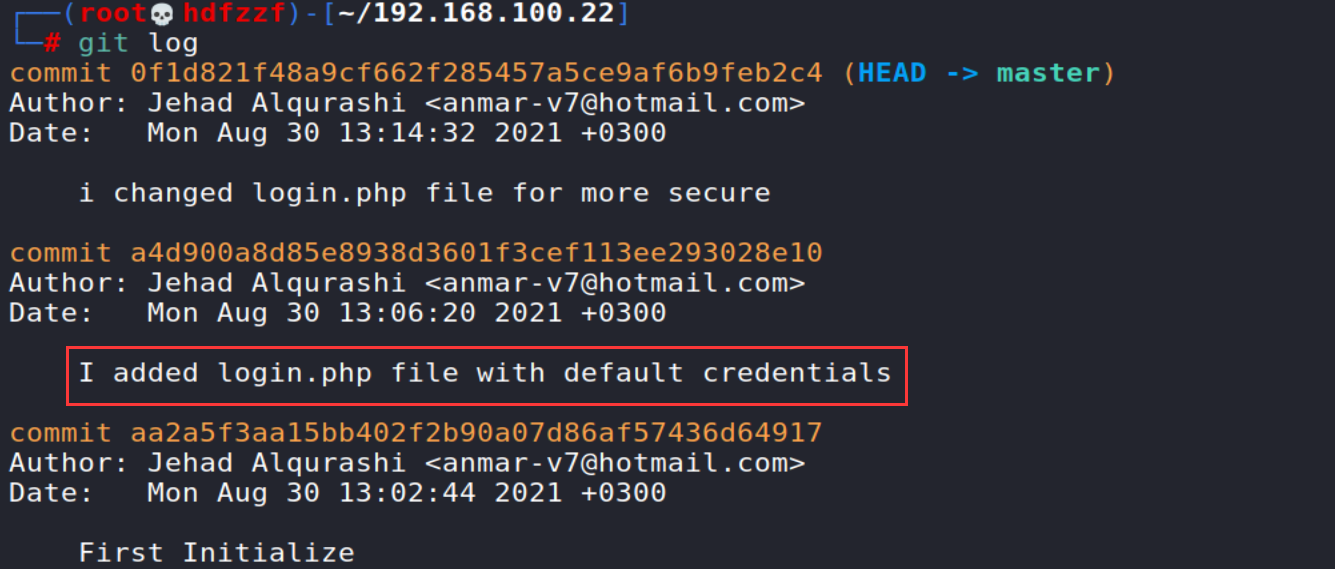 ┌──(root💀hdfzzf)-[~/192.168.100.22]
└─# git log
commit 0f1d821f48a9cf662f285457a5ce9af6b9feb2c4 (HEAD -> master)
Author: Jehad Alqurashi <anmar-v7@hotmail.com>
Date:   Mon Aug 30 13:14:32 2021 +0300
    i changed login.php file for more secure
commit a4d900a8d85e8938d3601f3cef113ee293028e10
Author: Jehad Alqurashi <anmar-v7@hotmail.com>
Date:   Mon Aug 30 13:06:20 2021 +0300
    I added login.php file with default credentials
commit aa2a5f3aa15bb402f2b90a07d86af57436d64917
Author: Jehad Alqurashi <anmar-v7@hotmail.com>
Date:   Mon Aug 30 13:02:44 2021 +0300
    First Initialize